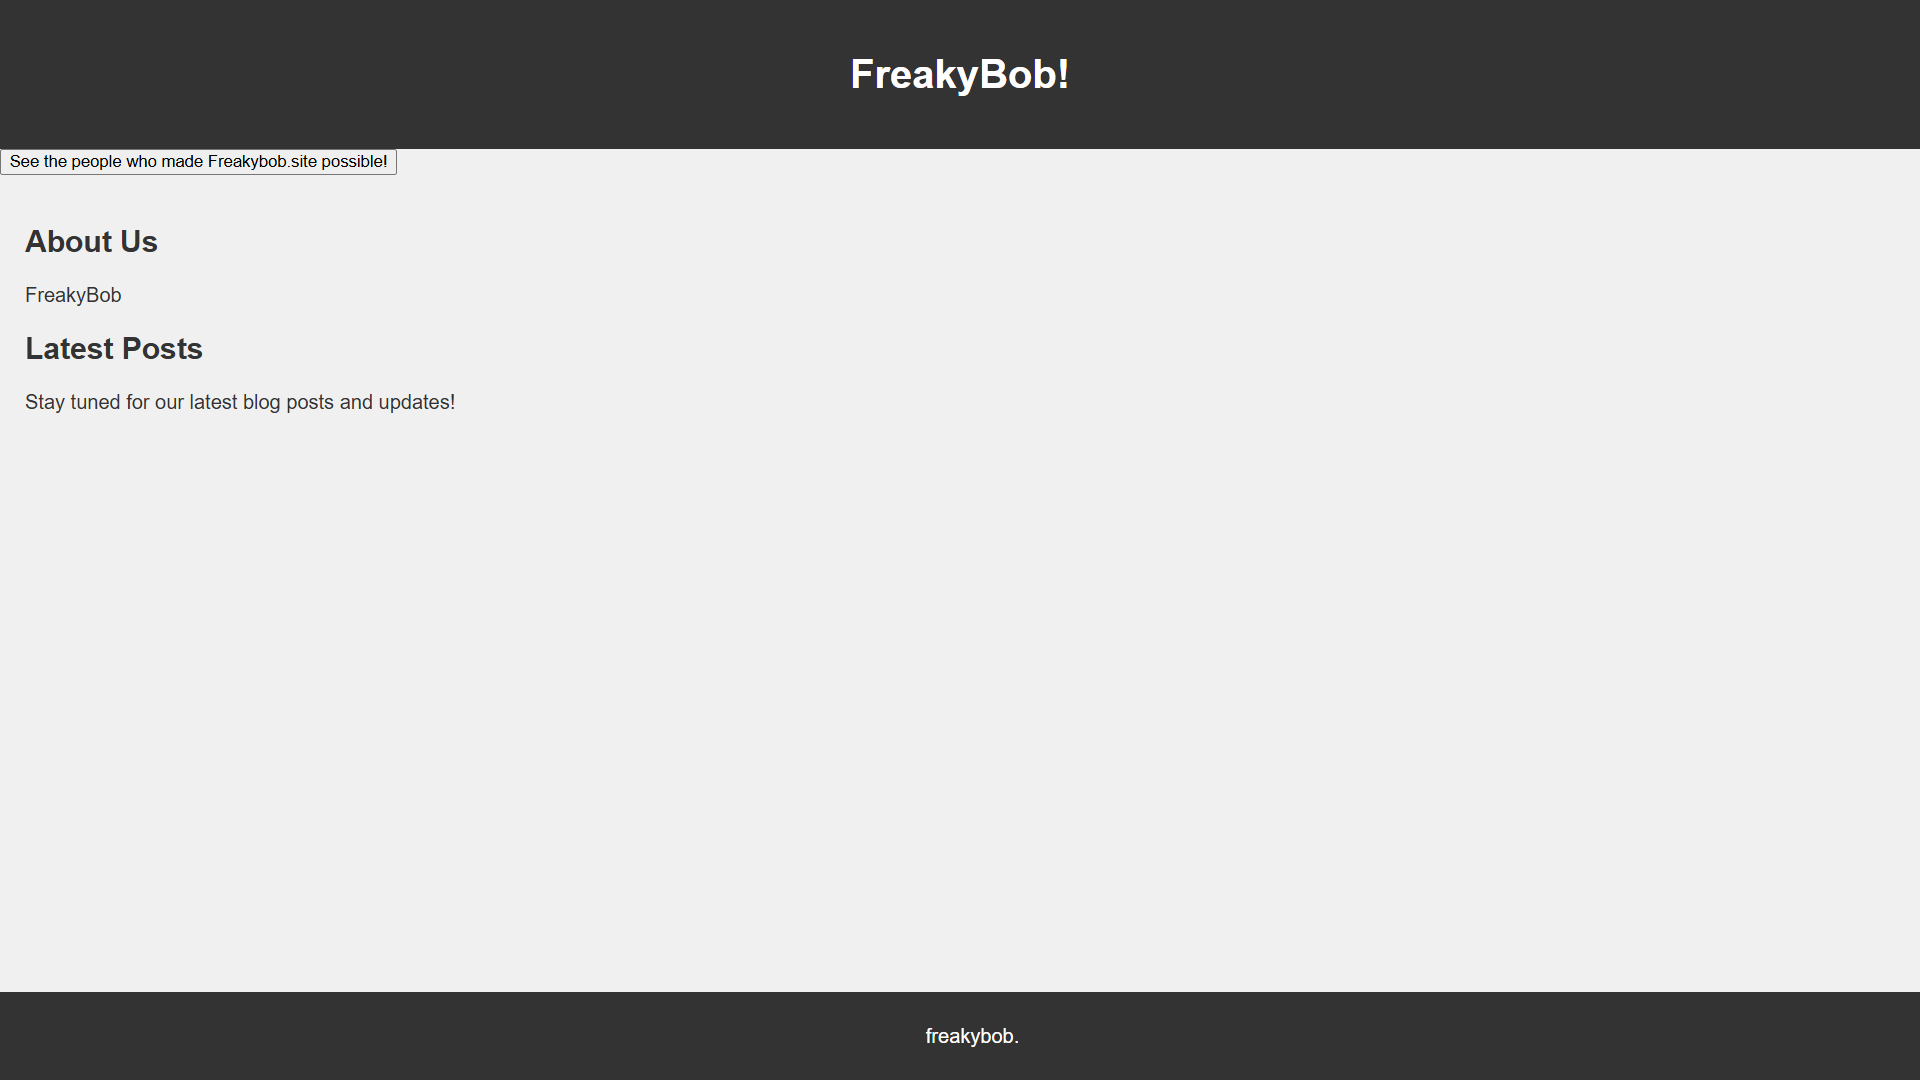 FreakyBob!
See the people who made Freakybob.site possible!
About Us
FreakyBob
Latest Posts
Stay tuned for our latest blog posts and updates!
freakybob.